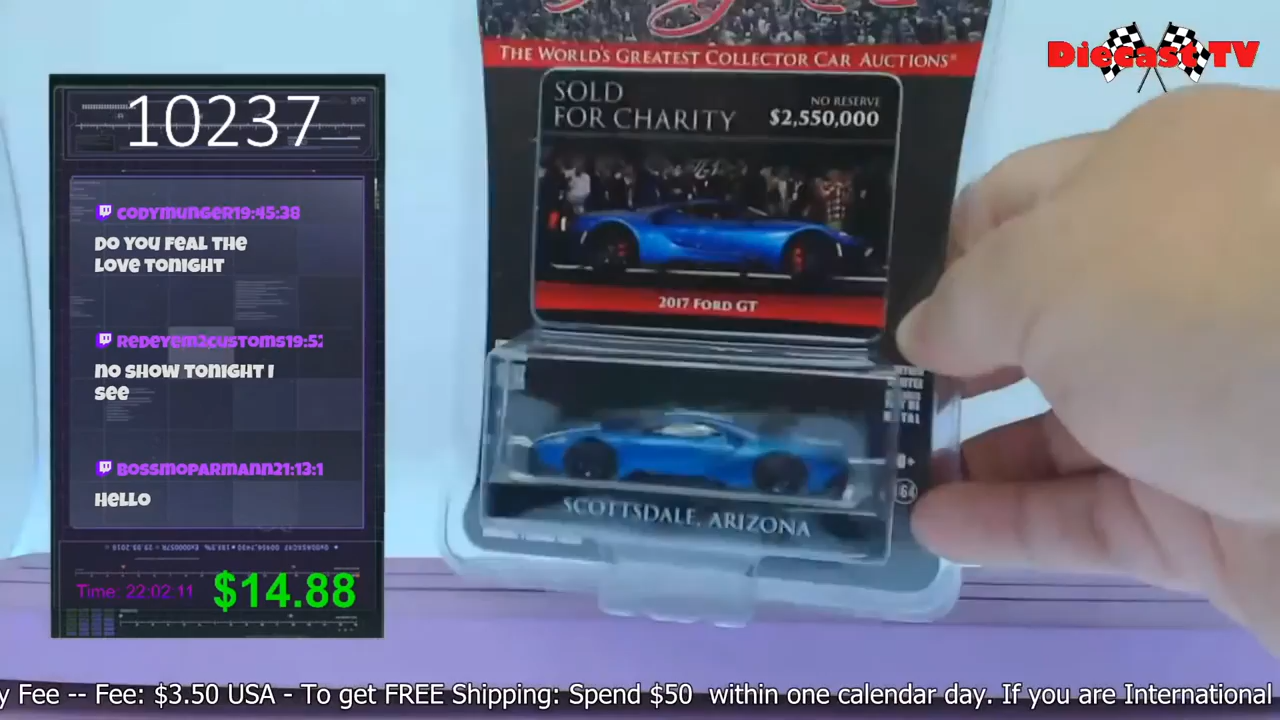 Diecast TV
THE WORLD'S GREATEST COLLECTOR CAR AUCTIONS®
SOLD
FOR CHARITY
NO RESERVE
$2,550,000
2017 FORD GT
SCOTTSDALE, ARIZONA
10237
CODYMUNGER19:45:38
DO YOU FEAL THE
LOVE TONIGHT
REDEYEM2CUSTOMS19:5
NO SHOW TONIGHT I
SEE
BOSSMOPARMANN21:13:1
HELLO
Time: 22:02:11
$14.88
y Fee -- Fee: $3.50 USA - To get FREE Shipping: Spend $50 within one calendar day. If you are International